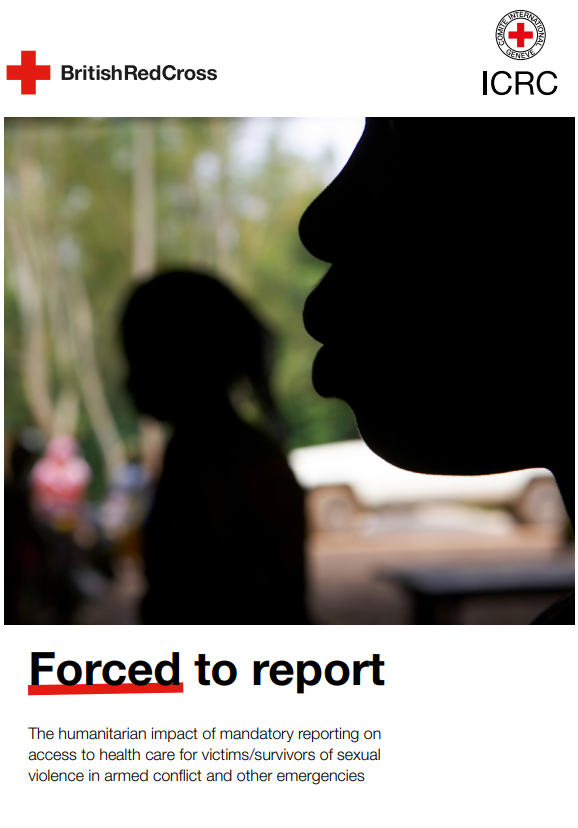 BritishRedCross
COMITE INTERNATIONAL
GENEVE
ICRC
Forced to report
The humanitarian impact of mandatory reporting on
access to health care for victims/survivors of sexual
violence in armed conflict and other emergencies